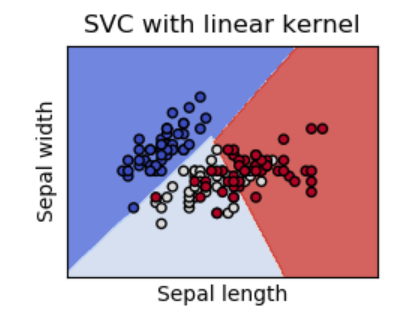 SVC with linear kernel
Sepal width
Sepal length